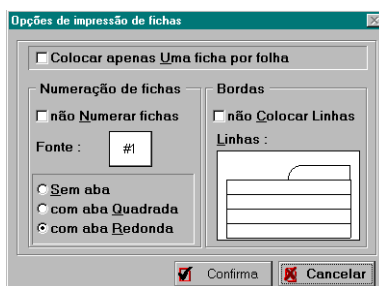 Opções de impressão de fichas
Colocar apenas Uma ficha por folha
Numeração de fichas
não Numerar fichas
Fonte :
#1
Sem aba
com aba Quadrada
com aba Redonda
Bordas
não Colocar Linhas
Linhas :
Confirma
Cancelar